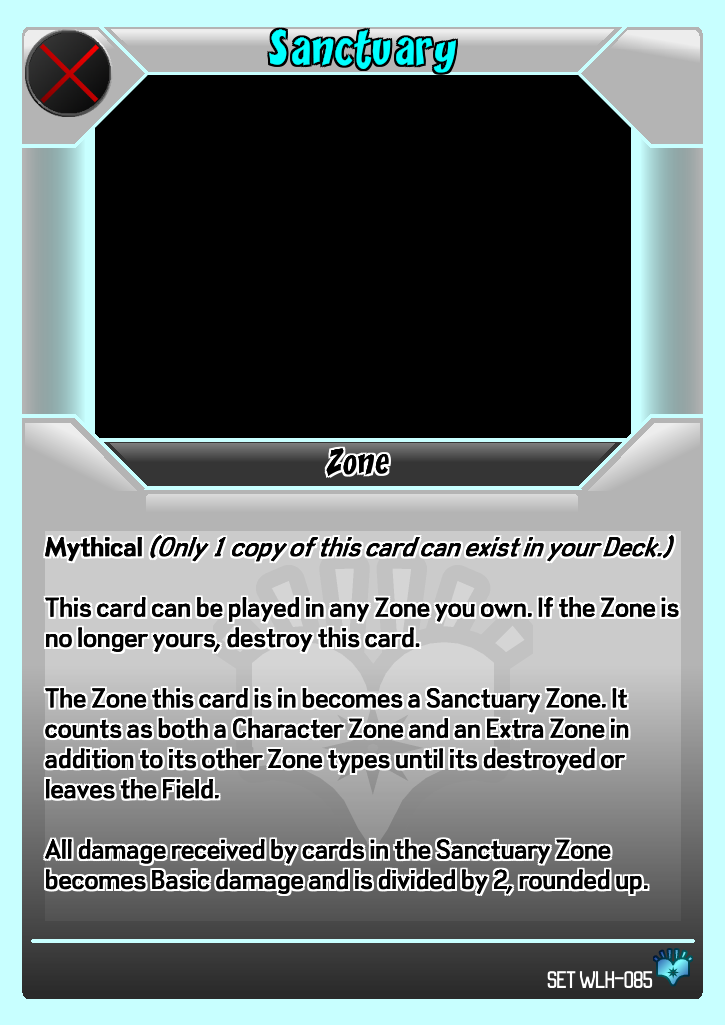 Sanctuary
Zone
Mythical (Only 1 copy of this card can exist in your Deck.)
This card can be played in any Zone you own. If the Zone is
no longer yours, destroy this card.
The Zone this card is in becomes a Sanctuary Zone. It
counts as both a Character Zone and an Extra Zone in
addition to its other Zone types until its destroyed or
leaves the Field.
All damage received by cards in the Sanctuary Zone
becomes Basic damage and is divided by 2, rounded up.
SET WLH-085